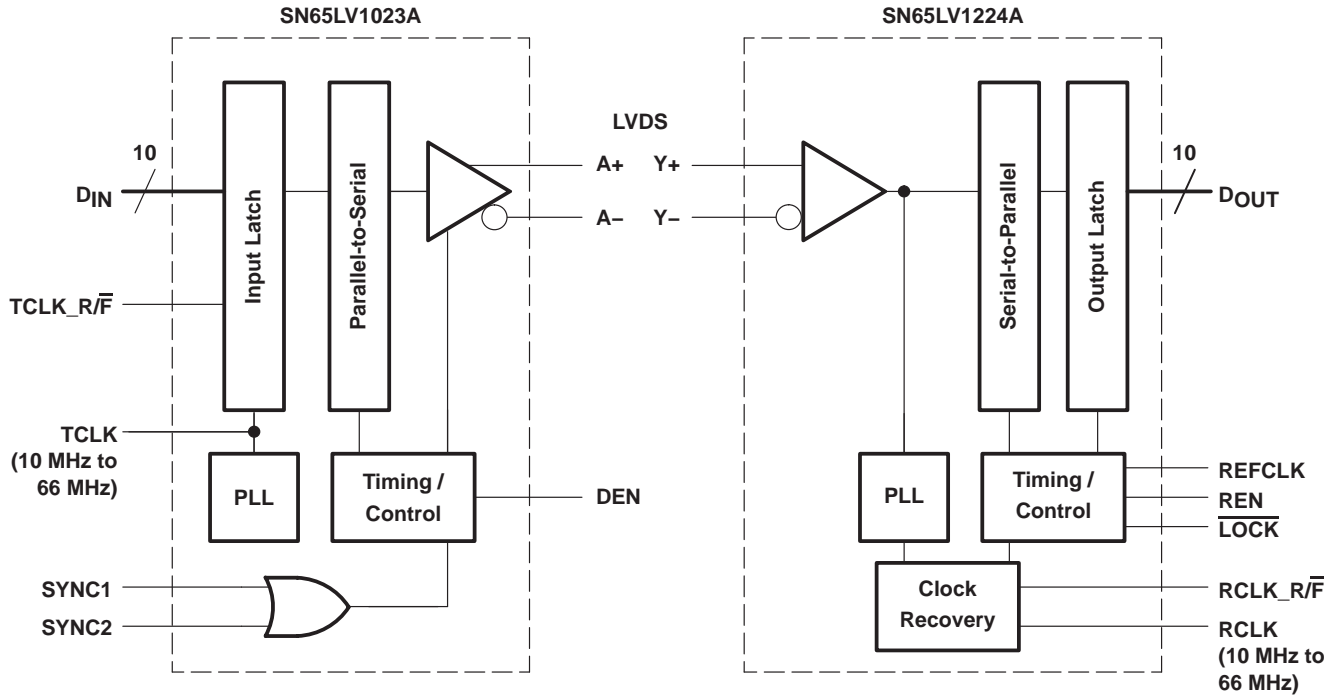 SN65LV1023A
SN65LV1224A
LVDS
10
DIN
A+
Y+
A−
Y−
10
DOUT
Input Latch
Parallel-to-Serial
Serial-to-Parallel
Output Latch
TCLK_R/F̅
TCLK
(10 MHz to
66 MHz)
PLL
Timing /
Control
DEN
PLL
Timing /
Control
REFCLK
REN
L̅O̅C̅K̅
SYNC1
SYNC2
Clock
Recovery
RCLK_R/F̅
RCLK
(10 MHz to
66 MHz)